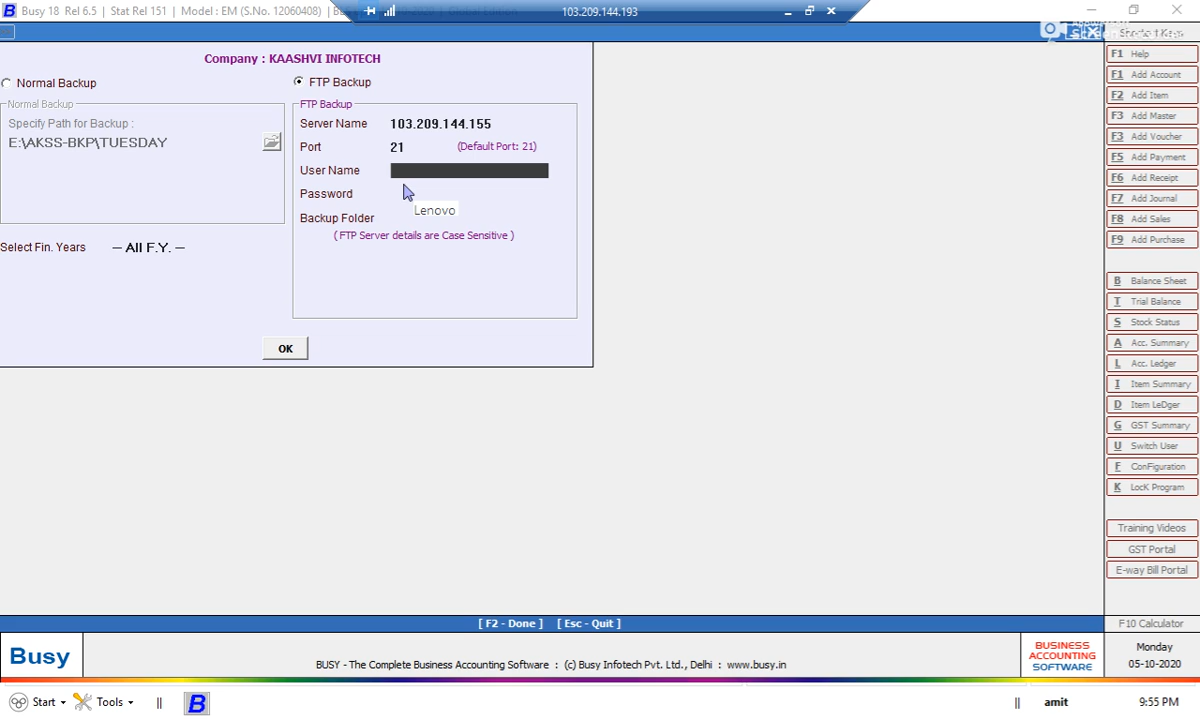 Busy 18 Rel 6.5 | Stat Rel 151 | Model : EM (S.No. 12060408) |
103.209.144.193
Company : KAASHVI INFOTECH
Normal Backup
FTP Backup
Normal Backup
Specify Path for Backup :
E:\AKSS-BKP\TUESDAY
Select Fin. Years
-- All F.Y. --
FTP Backup
Server Name 103.209.144.155
Port 21 (Default Port: 21)
User Name
Password
Lenovo
Backup Folder
( FTP Server details are Case Sensitive )
OK
F1 Help
F1 Add Account
F2 Add Item
F3 Add Master
F3 Add Voucher
F5 Add Payment
F6 Add Receipt
F7 Add Journal
F8 Add Sales
F9 Add Purchase
B Balance Sheet
T Trial Balance
S Stock Status
A Acc. Summary
L Acc. Ledger
I Item Summary
D Item LeDger
G GST Summary
U Switch User
F ConFiguration
K LocK Program
Training Videos
GST Portal
E-way Bill Portal
[ F2 - Done ] [ Esc - Quit ]
F10 Calculator
Busy
BUSY - The Complete Business Accounting Software : (c) Busy Infotech Pvt. Ltd., Delhi : www.busy.in
BUSINESS
ACCOUNTING
SOFTWARE
Monday
05-10-2020
Start
Tools
||
B
||
amit
9:55 PM